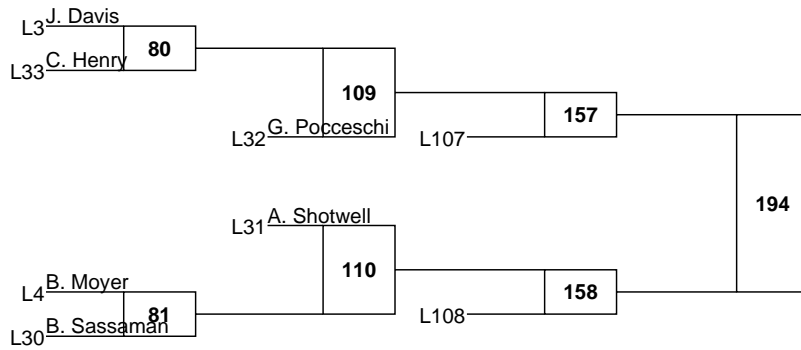 L3 J. Davis
80
L33 C. Henry
109
157
L32 G. Pocceschi
L107
194
L31 A. Shotwell
110
158
L4 B. Moyer
81
L108
L30 B. Sassaman